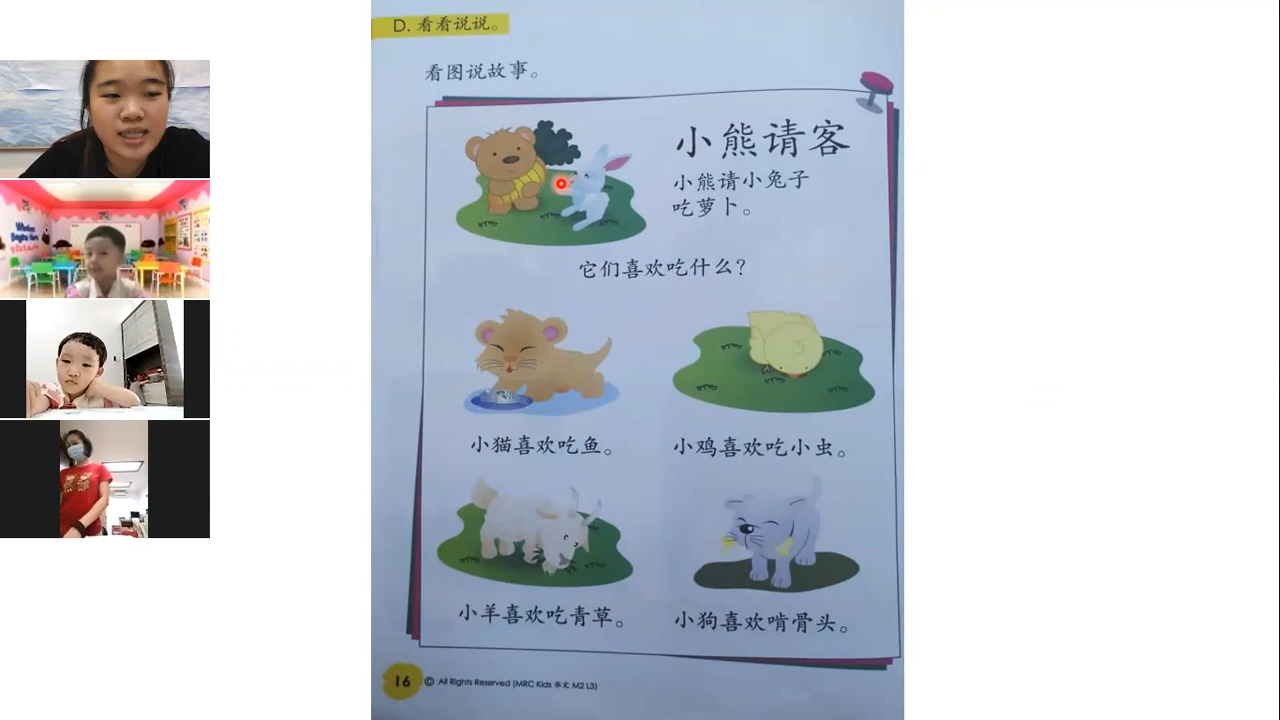 D. 看看说说。
看图说故事。
小熊请客
小熊请小兔子
吃萝卜。
它们喜欢吃什么?
小猫喜欢吃鱼。
小鸡喜欢吃小虫。
小羊喜欢吃青草。
小狗喜欢啃骨头。
16 © All Rights Reserved (MRC Kids 华文 M2 L3)